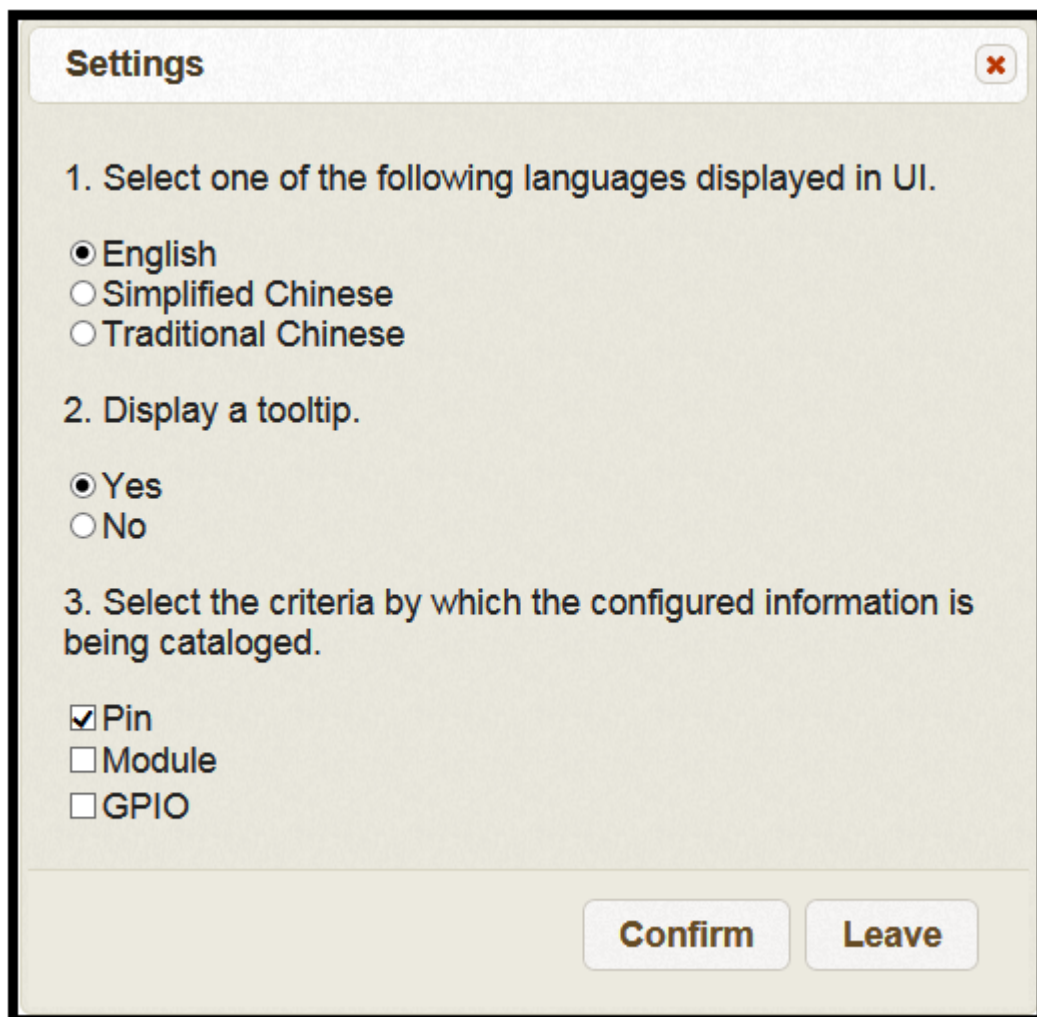 Settings
1. Select one of the following languages displayed in UI.
English
Simplified Chinese
Traditional Chinese
2. Display a tooltip.
Yes
No
3. Select the criteria by which the configured information is
being cataloged.
Pin
Module
GPIO
Confirm Leave